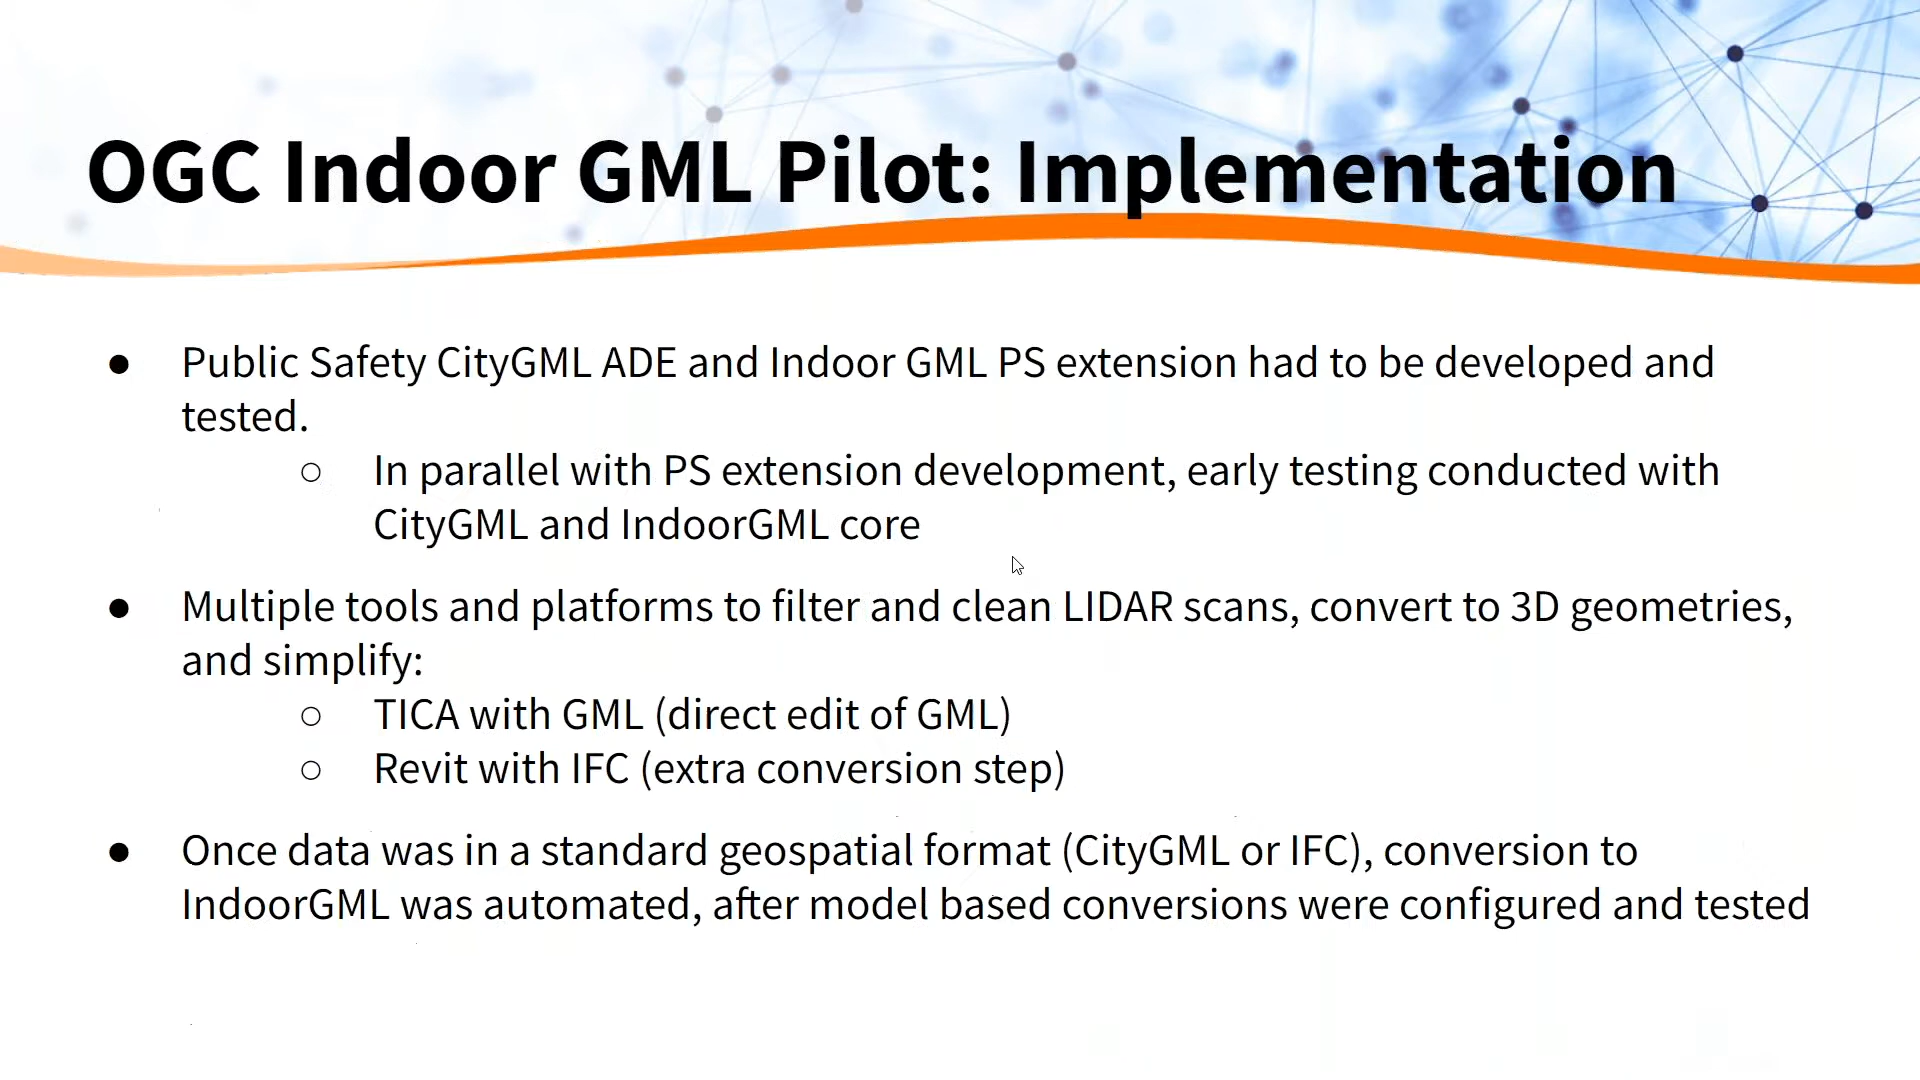 OGC Indoor GML Pilot: Implementation
● Public Safety CityGML ADE and Indoor GML PS extension had to be developed and
tested.
○ In parallel with PS extension development, early testing conducted with
CityGML and IndoorGML core
● Multiple tools and platforms to filter and clean LIDAR scans, convert to 3D geometries,
and simplify:
○ TICA with GML (direct edit of GML)
○ Revit with IFC (extra conversion step)
● Once data was in a standard geospatial format (CityGML or IFC), conversion to
IndoorGML was automated, after model based conversions were configured and tested